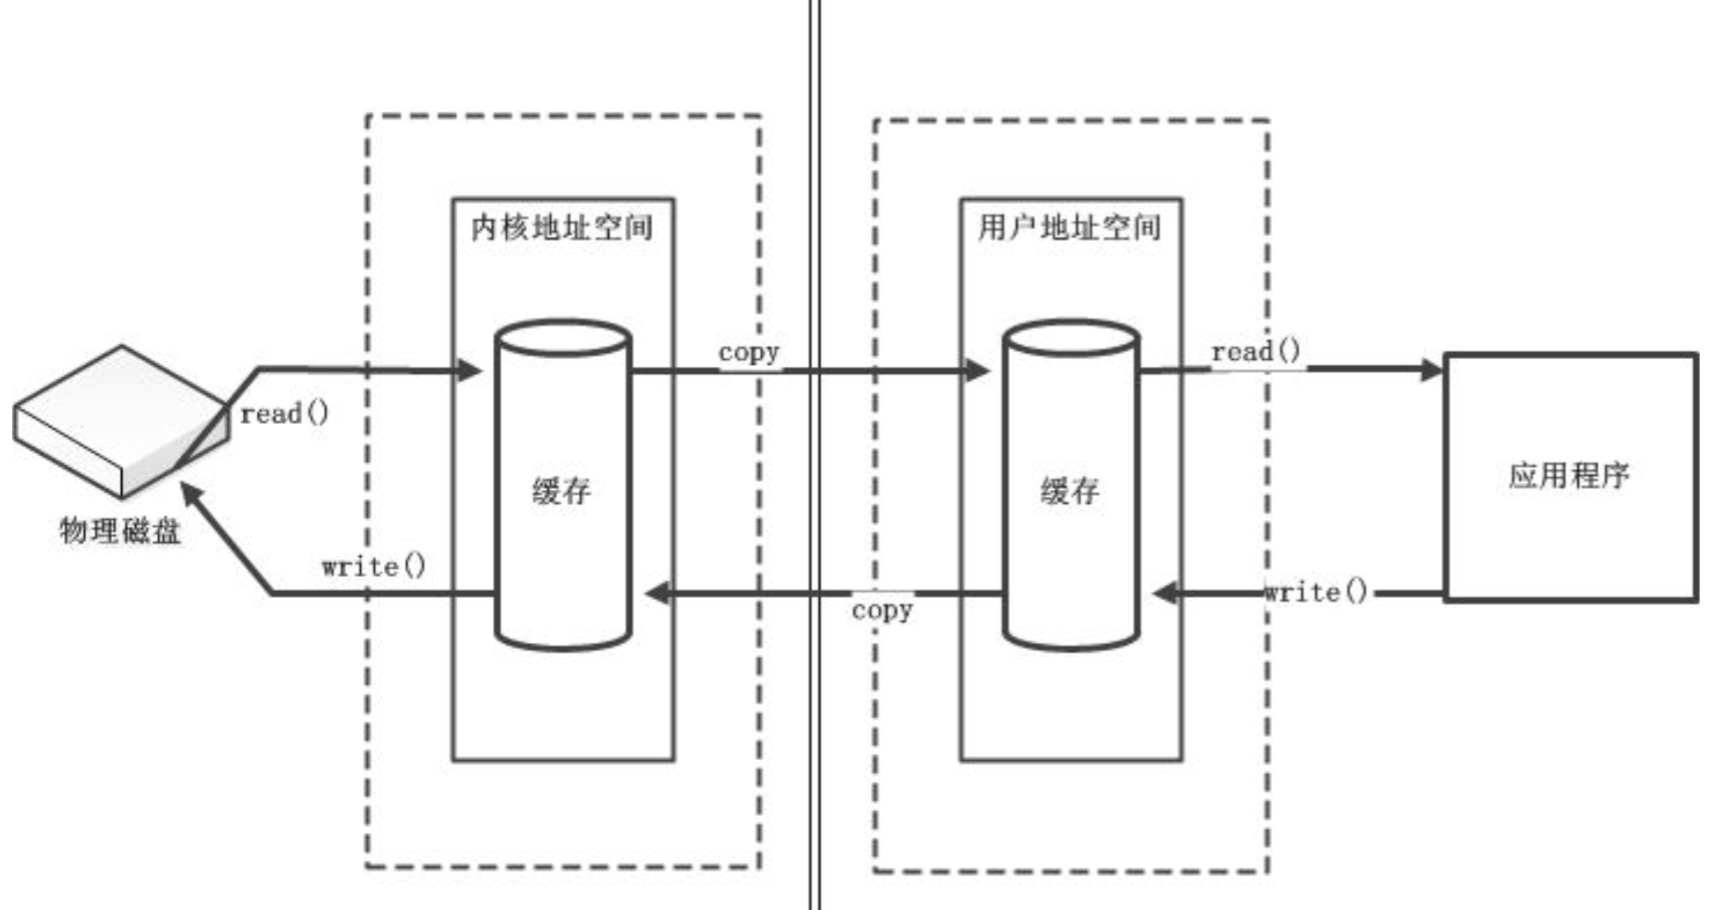 内核地址空间
用户地址空间
copy
read()
read()
缓存
缓存
应用程序
物理磁盘
write()
copy
write()